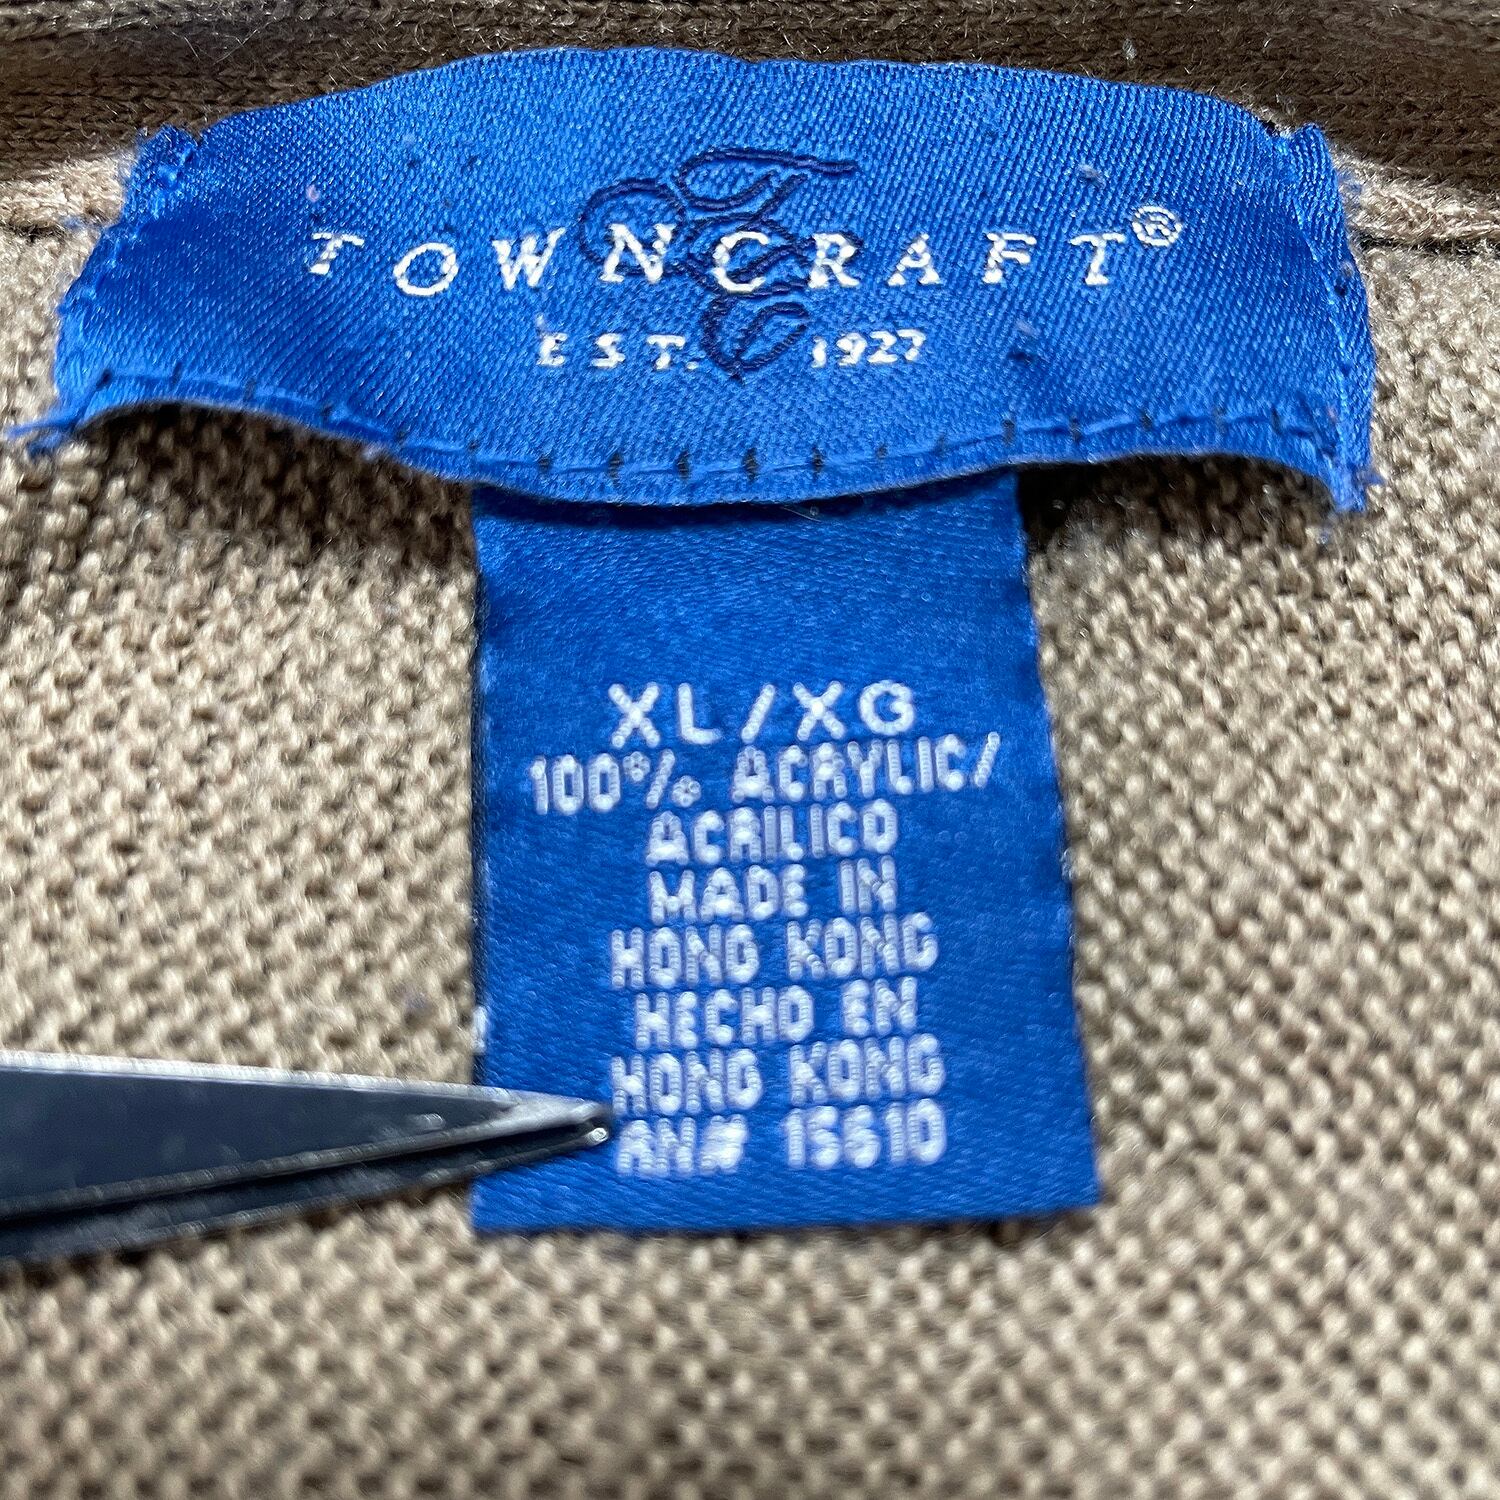 TOWNCRAFT®
EST. 1927
XL/XG
100% ACRYLIC/
ACRILICO
MADE IN
HONG KONG
HECHO EN
HONG KONG
RN# 15610